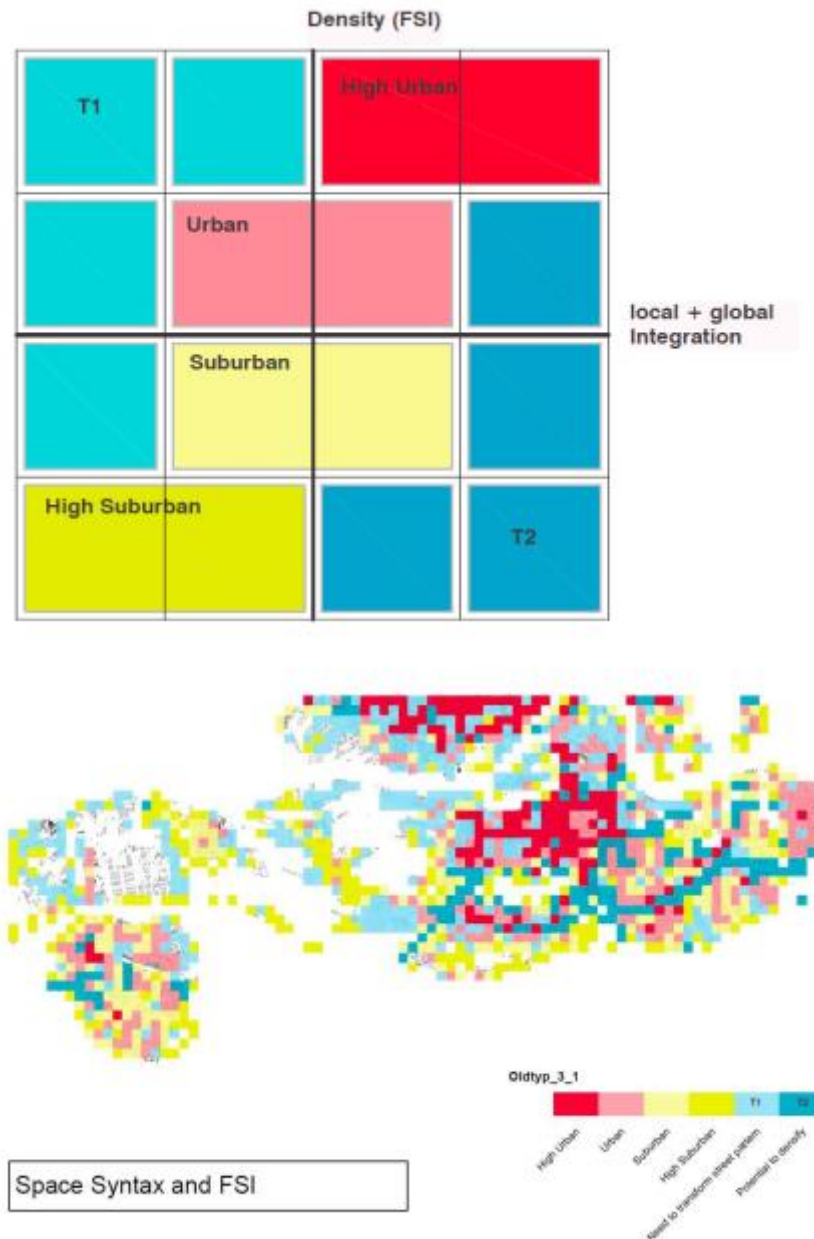 Density (FSI)
High Urban
T1
Urban
local + global
Integration
Suburban
High Suburban
T2
Oldtyp_3_1
T1
T2
High Urban
Urban
Suburban
High Suburban
Need to transform street pattern
Potential to densify
Space Syntax and FSI